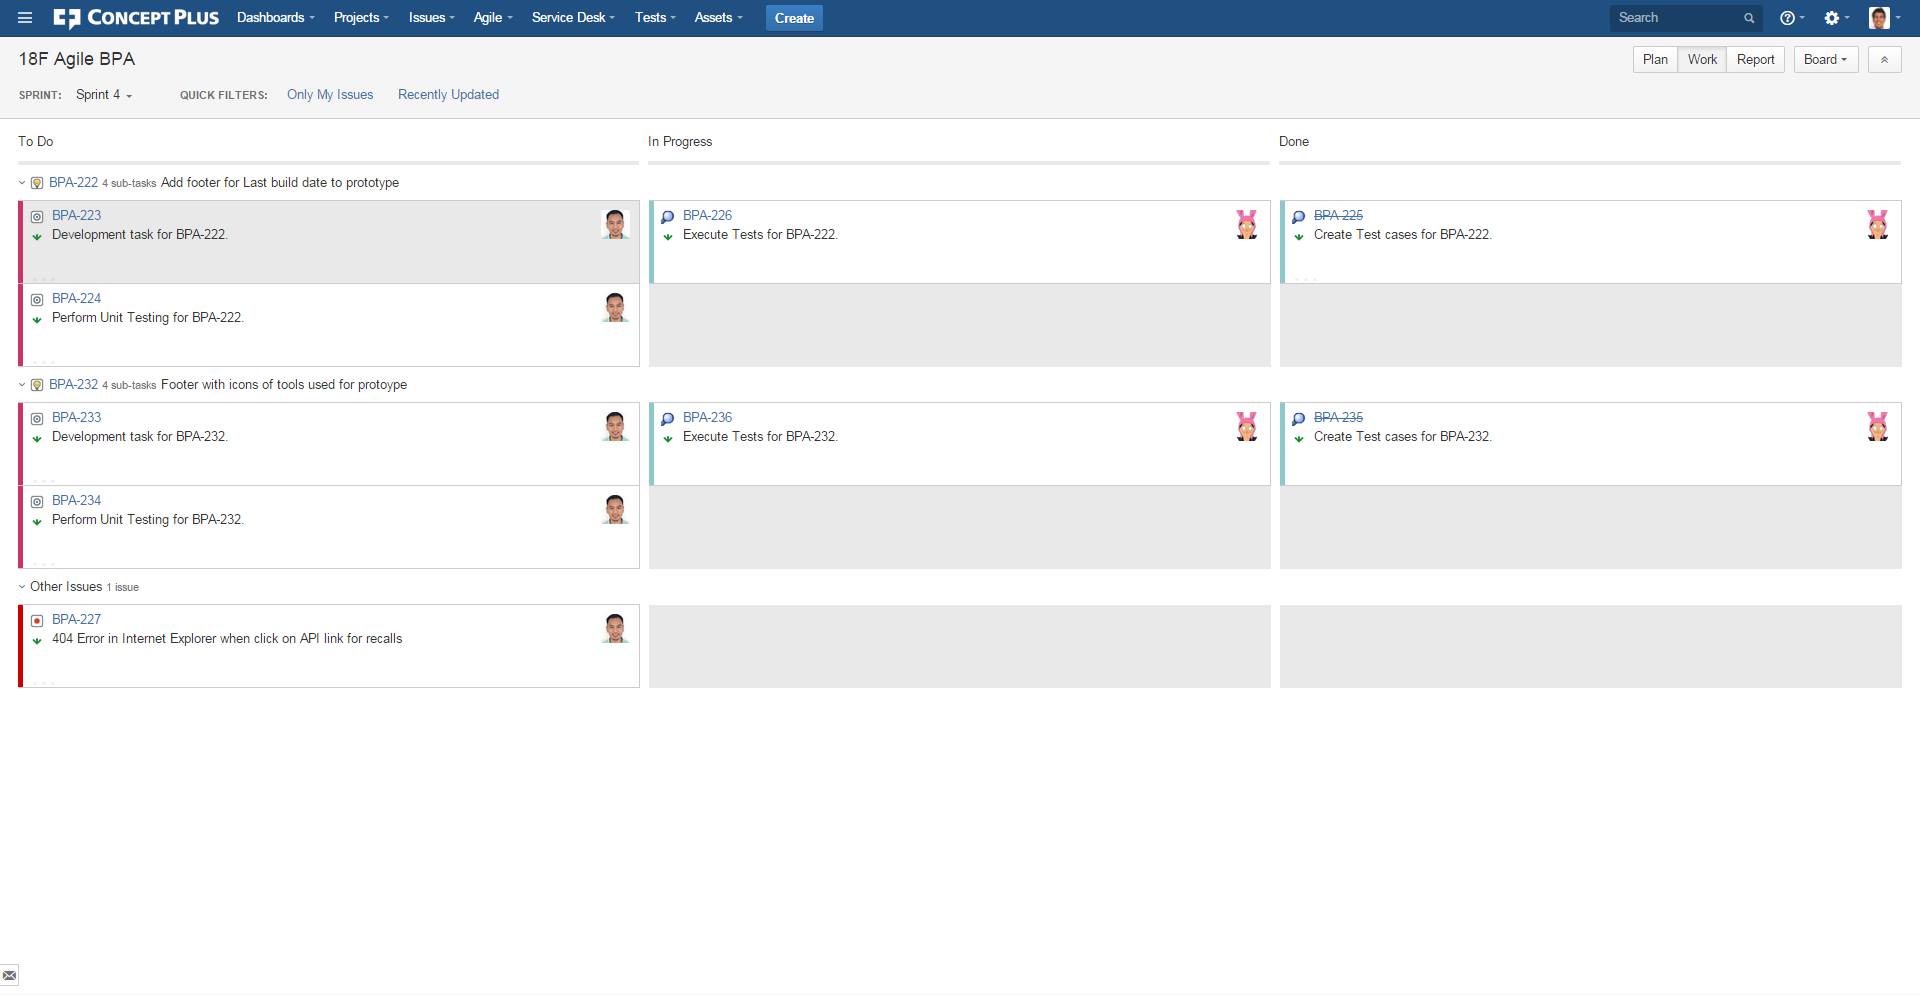 CONCEPT PLUS Dashboards Projects Issues Agile Service Desk Tests Assets Create Search
18F Agile BPA Plan Work Report Board
SPRINT: Sprint 4 QUICK FILTERS: Only My Issues Recently Updated
To Do In Progress Done
BPA-222 4 sub-tasks Add footer for Last build date to prototype
BPA-223
Development task for BPA-222.
BPA-226
Execute Tests for BPA-222.
BPA-225
Create Test cases for BPA-222.
BPA-224
Perform Unit Testing for BPA-222.
BPA-232 4 sub-tasks Footer with icons of tools used for protoype
BPA-233
Development task for BPA-232.
BPA-236
Execute Tests for BPA-232.
BPA-235
Create Test cases for BPA-232.
BPA-234
Perform Unit Testing for BPA-232.
Other Issues 1 issue
BPA-227
404 Error in Internet Explorer when click on API link for recalls